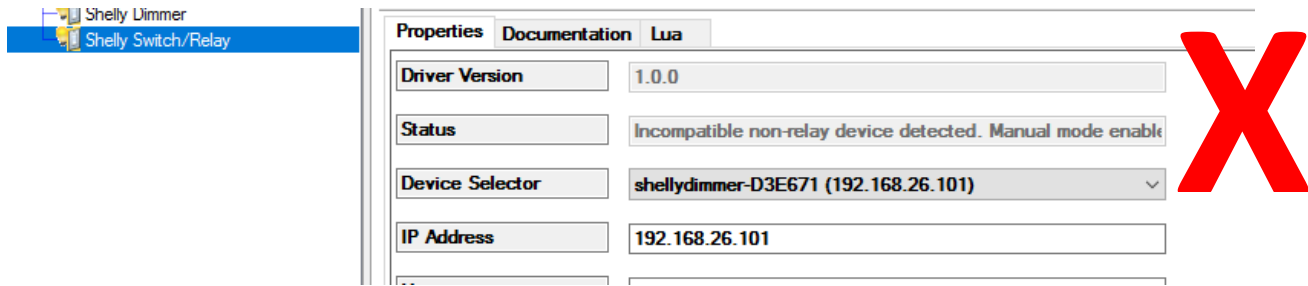 Shelly Dimmer
Shelly Switch/Relay
Properties Documentation Lua
Driver Version 1.0.0
Status Incompatible non-relay device detected. Manual mode enable
Device Selector shellydimmer-D3E671 (192.168.26.101)
IP Address 192.168.26.101
X